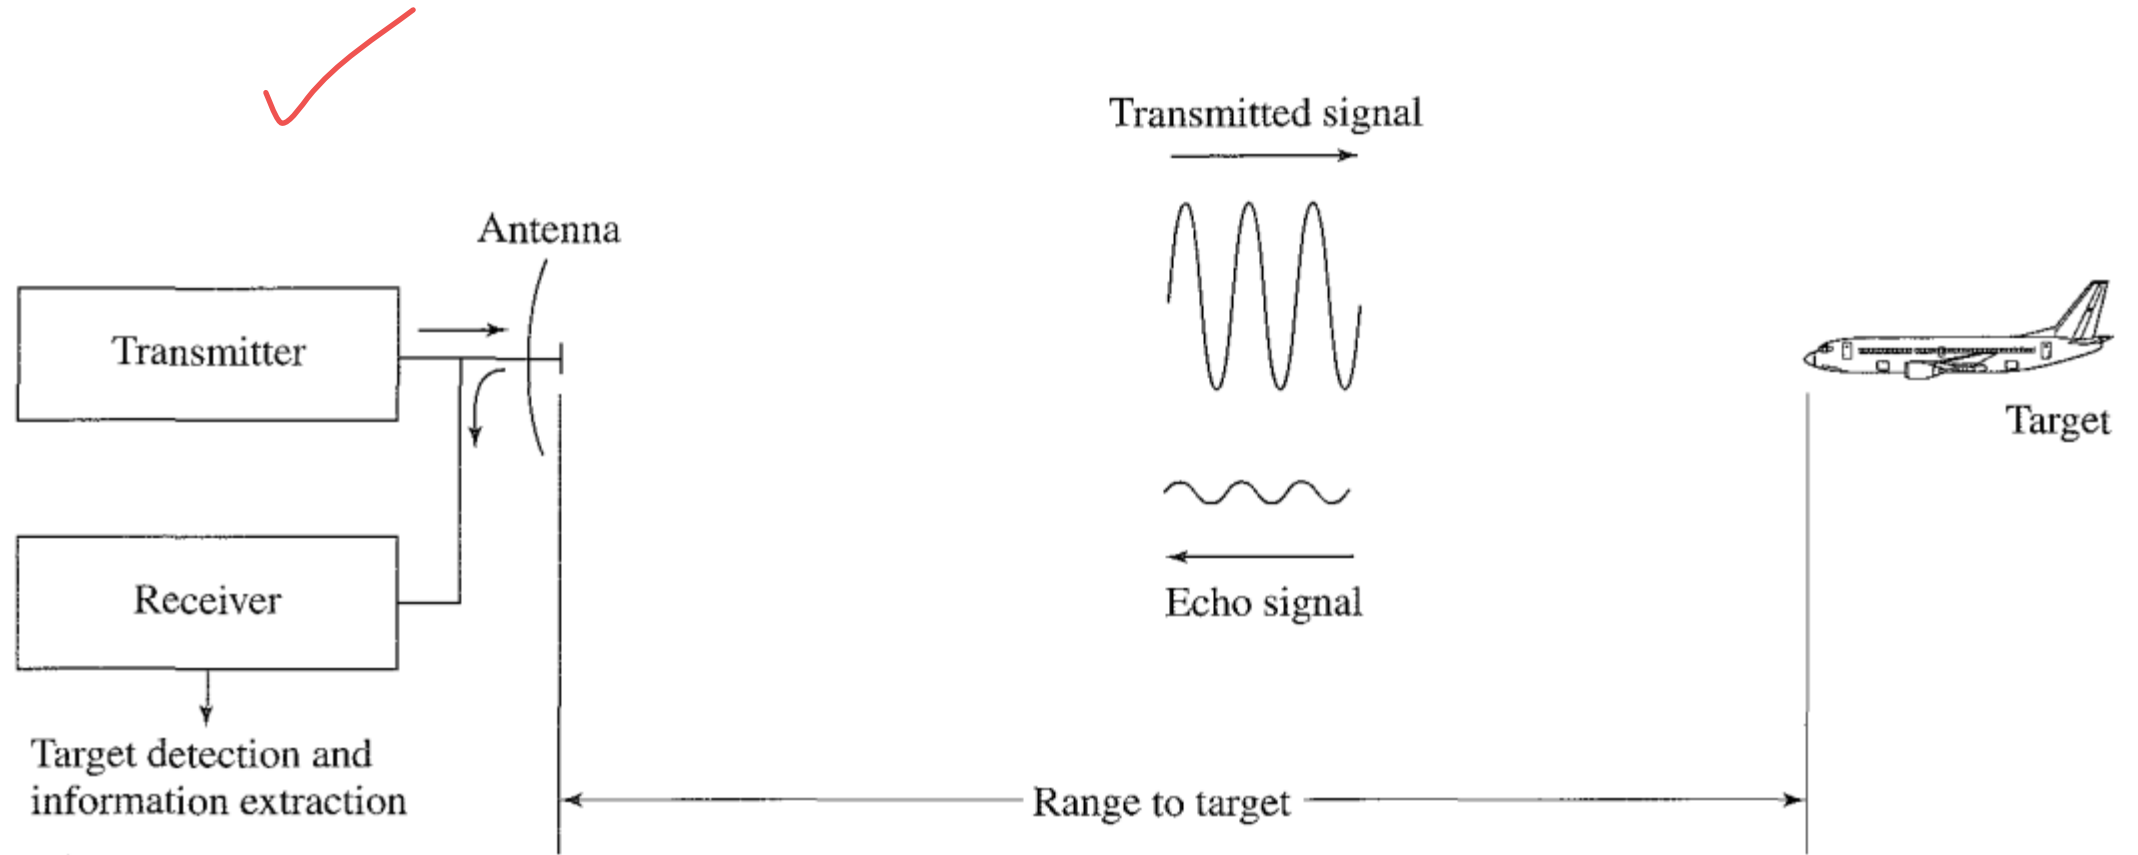 Transmitted signal
Antenna
Transmitter
Target
Receiver
Echo signal
Target detection and
information extraction
Range to target